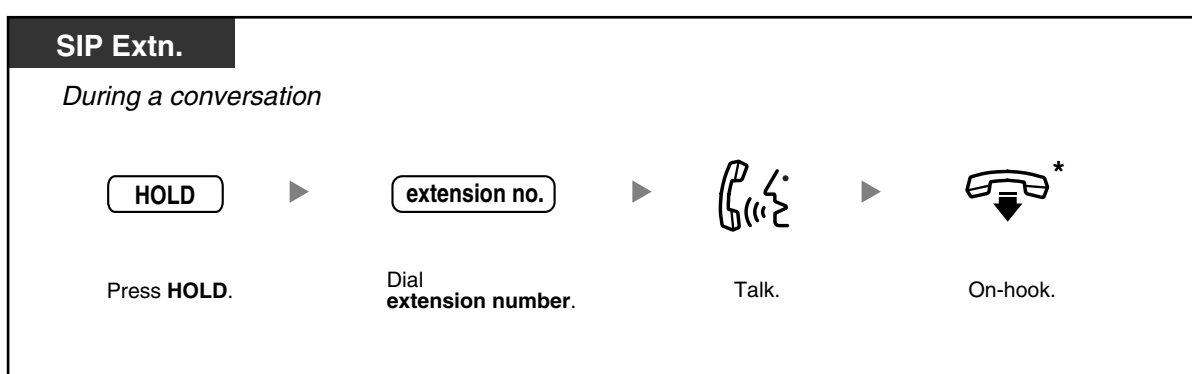 SIP Extn.
During a conversation
HOLD
extension no.
*
Press HOLD.
Dial
extension number.
Talk.
On-hook.